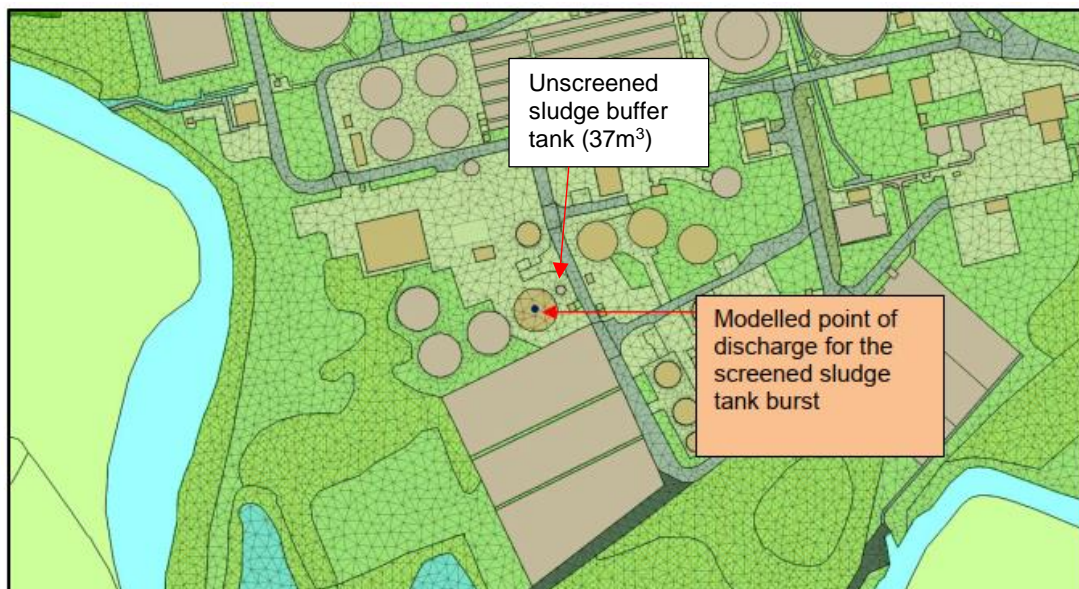 Unscreened
sludge buffer
tank (37m³)
Modelled point of
discharge for the
screened sludge
tank burst